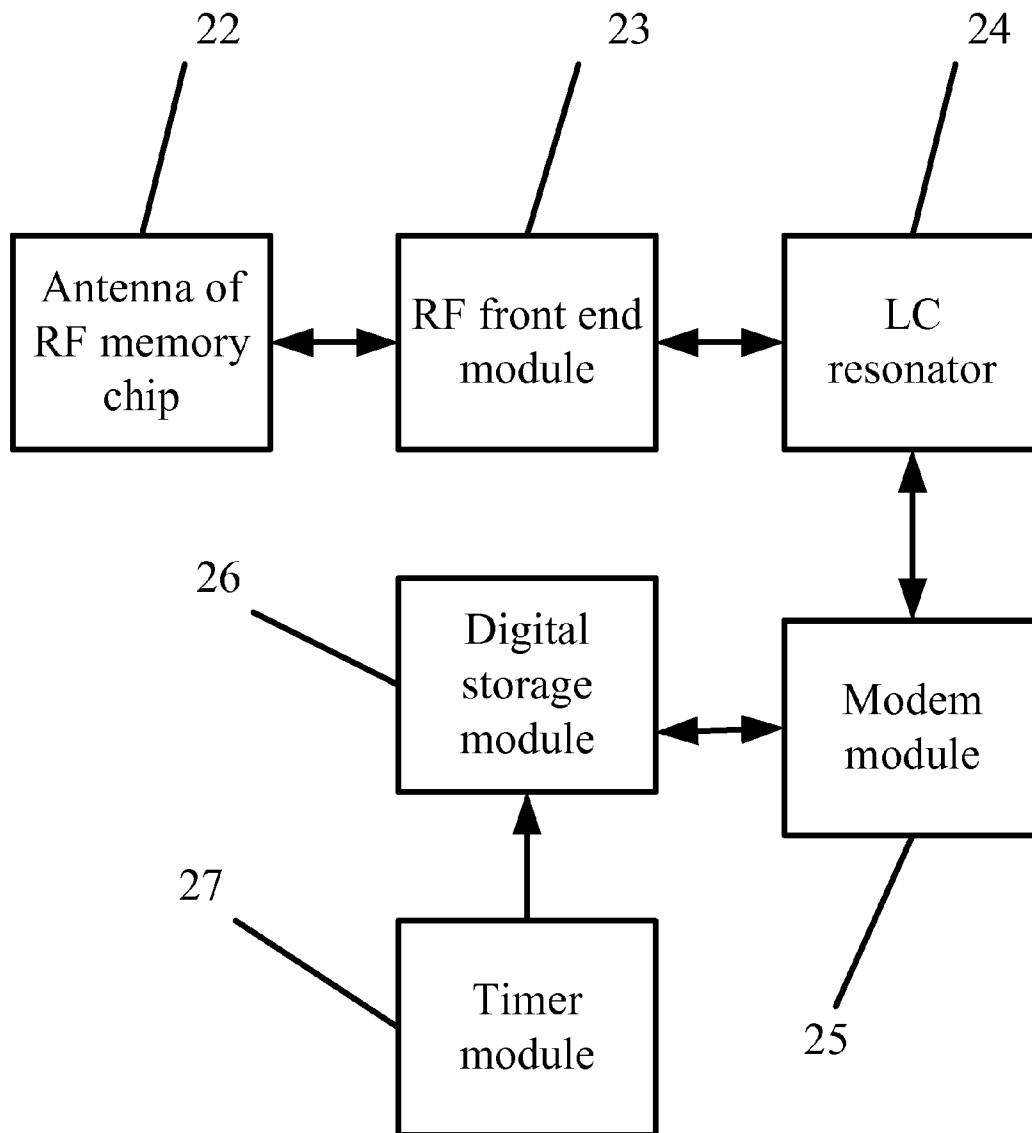 22
23
24
Antenna of
RF memory
chip
RF front end
module
LC
resonator
26
Digital
storage
module
Modem
module
27
Timer
module
25